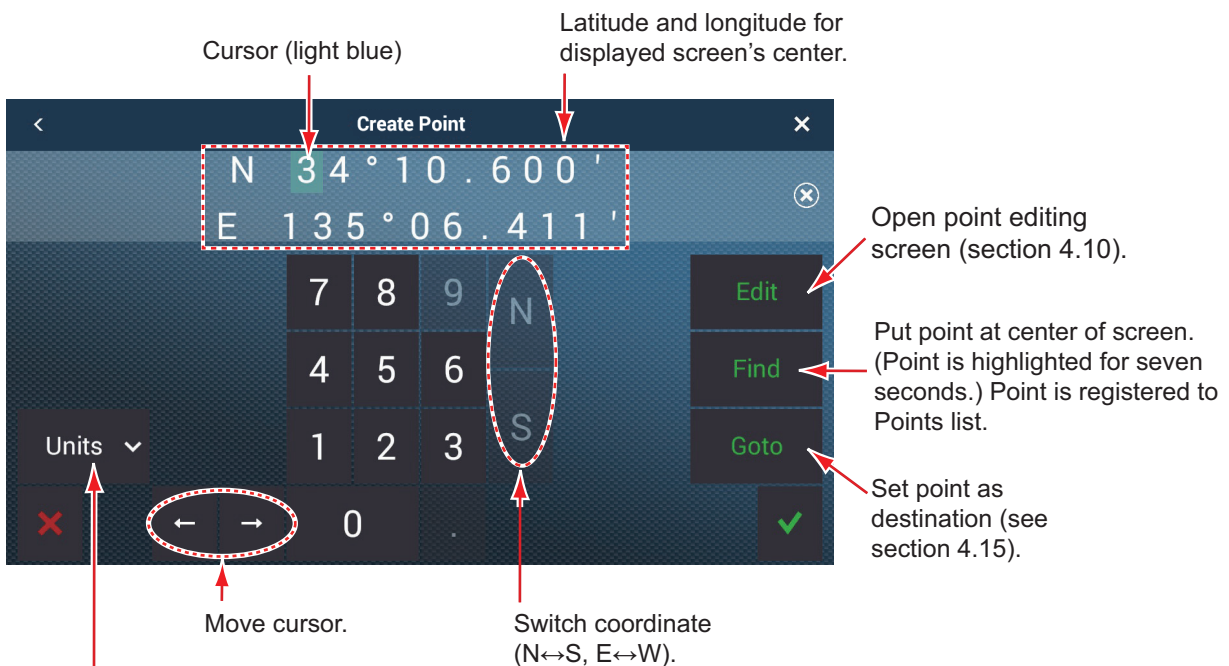 Latitude and longitude for
displayed screen's center.
Cursor (light blue)
< Create Point ×
N 34°10.600'
E 135°06.411'
7 8 9 N
4 5 6
1 2 3 S
← → 0 .
Units
Edit
Find
Goto
Open point editing
screen (section 4.10).
Put point at center of screen.
(Point is highlighted for seven
seconds.) Point is registered to
Points list.
Set point as
destination (see
section 4.15).
Move cursor.
Switch coordinate
(N↔S, E↔W).